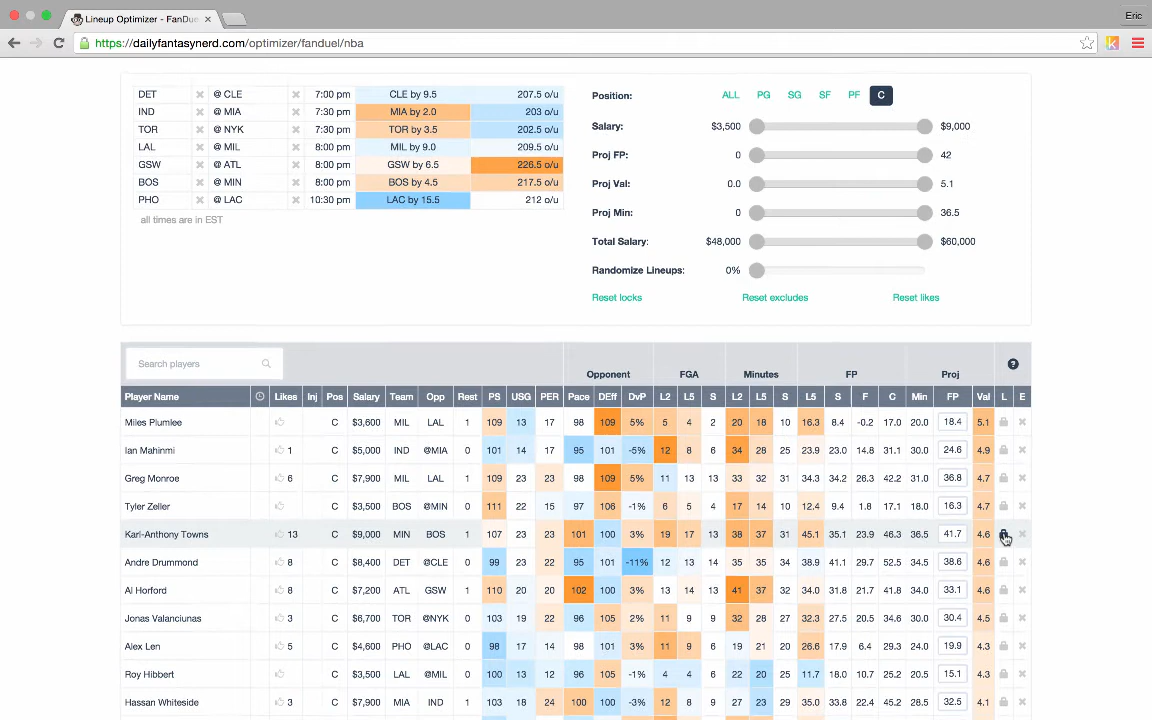 Lineup Optimizer - FanDue
Eric
https://dailyfantasynerd.com/optimizer/fanduel/nba
DET @ CLE 7:00 pm CLE by 9.5 207.5 o/u
IND @ MIA 7:30 pm MIA by 2.0 203 o/u
TOR @ NYK 7:30 pm TOR by 3.5 202.5 o/u
LAL @ MIL 8:00 pm MIL by 9.0 209.5 o/u
GSW @ ATL 8:00 pm GSW by 6.5 226.5 o/u
BOS @ MIN 8:00 pm BOS by 4.5 217.5 o/u
PHO @ LAC 10:30 pm LAC by 15.5 212 o/u
all times are in EST
Position: ALL PG SG SF PF C
Salary: $3,500 $9,000
Proj FP: 0 42
Proj Val: 0.0 5.1
Proj Min: 0 36.5
Total Salary: $48,000 $60,000
Randomize Lineups: 0%
Reset locks Reset excludes Reset likes
Search players
Opponent FGA Minutes FP Proj
Player Name Likes Inj Pos Salary Team Opp Rest PS USG PER Pace DEff DvP L2 L5 S L2 L5 S L5 S F C Min FP Val L E
Miles Plumlee C $3,600 MIL LAL 1 109 13 17 98 109 5% 5 4 2 20 18 10 16.3 8.4 -0.2 17.0 20.0 18.4 5.1
Ian Mahinmi 1 C $5,000 IND @MIA 0 101 14 17 95 101 -5% 12 8 6 34 28 25 23.9 23.0 14.8 31.1 30.0 24.6 4.9
Greg Monroe 6 C $7,900 MIL LAL 1 109 23 23 98 109 5% 11 13 13 33 32 31 34.3 34.2 26.3 42.2 31.0 36.8 4.7
Tyler Zeller C $3,500 BOS @MIN 0 111 22 15 97 106 -1% 6 5 4 17 14 10 12.4 9.4 1.8 17.1 18.0 16.3 4.7
Karl-Anthony Towns 13 C $9,000 MIN BOS 1 107 23 23 101 100 3% 19 17 13 38 37 31 45.1 35.1 23.9 46.3 36.5 41.7 4.6
Andre Drummond 8 C $8,400 DET @CLE 0 99 23 22 95 101 -11% 12 13 14 35 35 34 38.9 41.1 29.7 52.5 34.5 38.6 4.6
Al Horford 8 C $7,200 ATL GSW 1 110 20 20 102 100 3% 13 14 13 41 37 32 34.0 31.8 21.7 41.8 34.0 33.1 4.6
Jonas Valanciunas 3 C $6,700 TOR @NYK 0 103 19 22 96 105 2% 11 9 9 32 28 27 32.3 27.5 20.5 34.6 30.0 30.4 4.5
Alex Len 5 C $4,600 PHO @LAC 0 98 17 14 98 101 3% 11 9 6 19 20 21 26.6 17.9 6.4 29.3 24.0 19.9 4.3
Roy Hibbert C $3,500 LAL @MIL 0 100 13 12 96 105 -1% 4 4 6 22 20 25 11.7 18.0 10.7 25.2 20.5 15.1 4.3
Hassan Whiteside 3 C $7,900 MIA IND 1 103 18 24 100 100 -3% 12 8 9 27 23 29 35.0 33.8 22.4 45.2 30.5 32.5 4.1